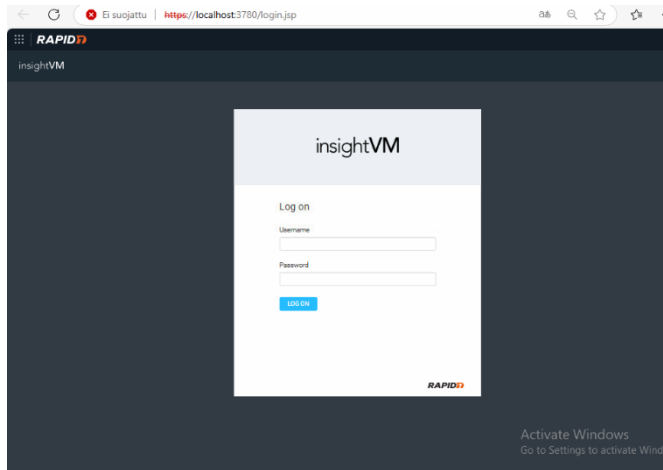 Ei suojattu | https://localhost:3780/login.jsp
RAPID7
insightVM
insightVM
Log on
Username
Password
LOG ON
RAPID7
Activate Windows
Go to Settings to activate